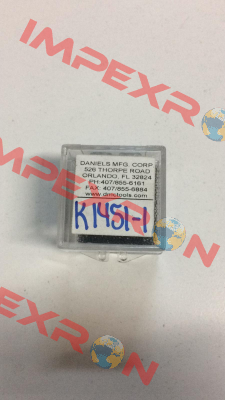 IMPEXRON
DANIELS MFG. CORP
526 THORPE ROAD
ORLANDO, FL 32824
PH:407/855-6161
FAX: 407/855-6884
www.dmctools.com
K1451-1
IMPEXRON